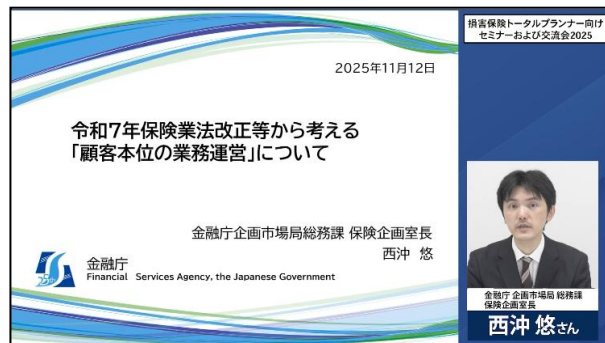 2025年11月12日
令和7年保険業法改正等から考える
「顧客本位の業務運営」について
金融庁企画市場局総務課 保険企画室長
西沖 悠
金融庁
Financial Services Agency, the Japanese Government
損害保険トータルプランナー向け
セミナーおよび交流会2025
金融庁 企画市場局 総務課
保険企画室長
西沖 悠さん